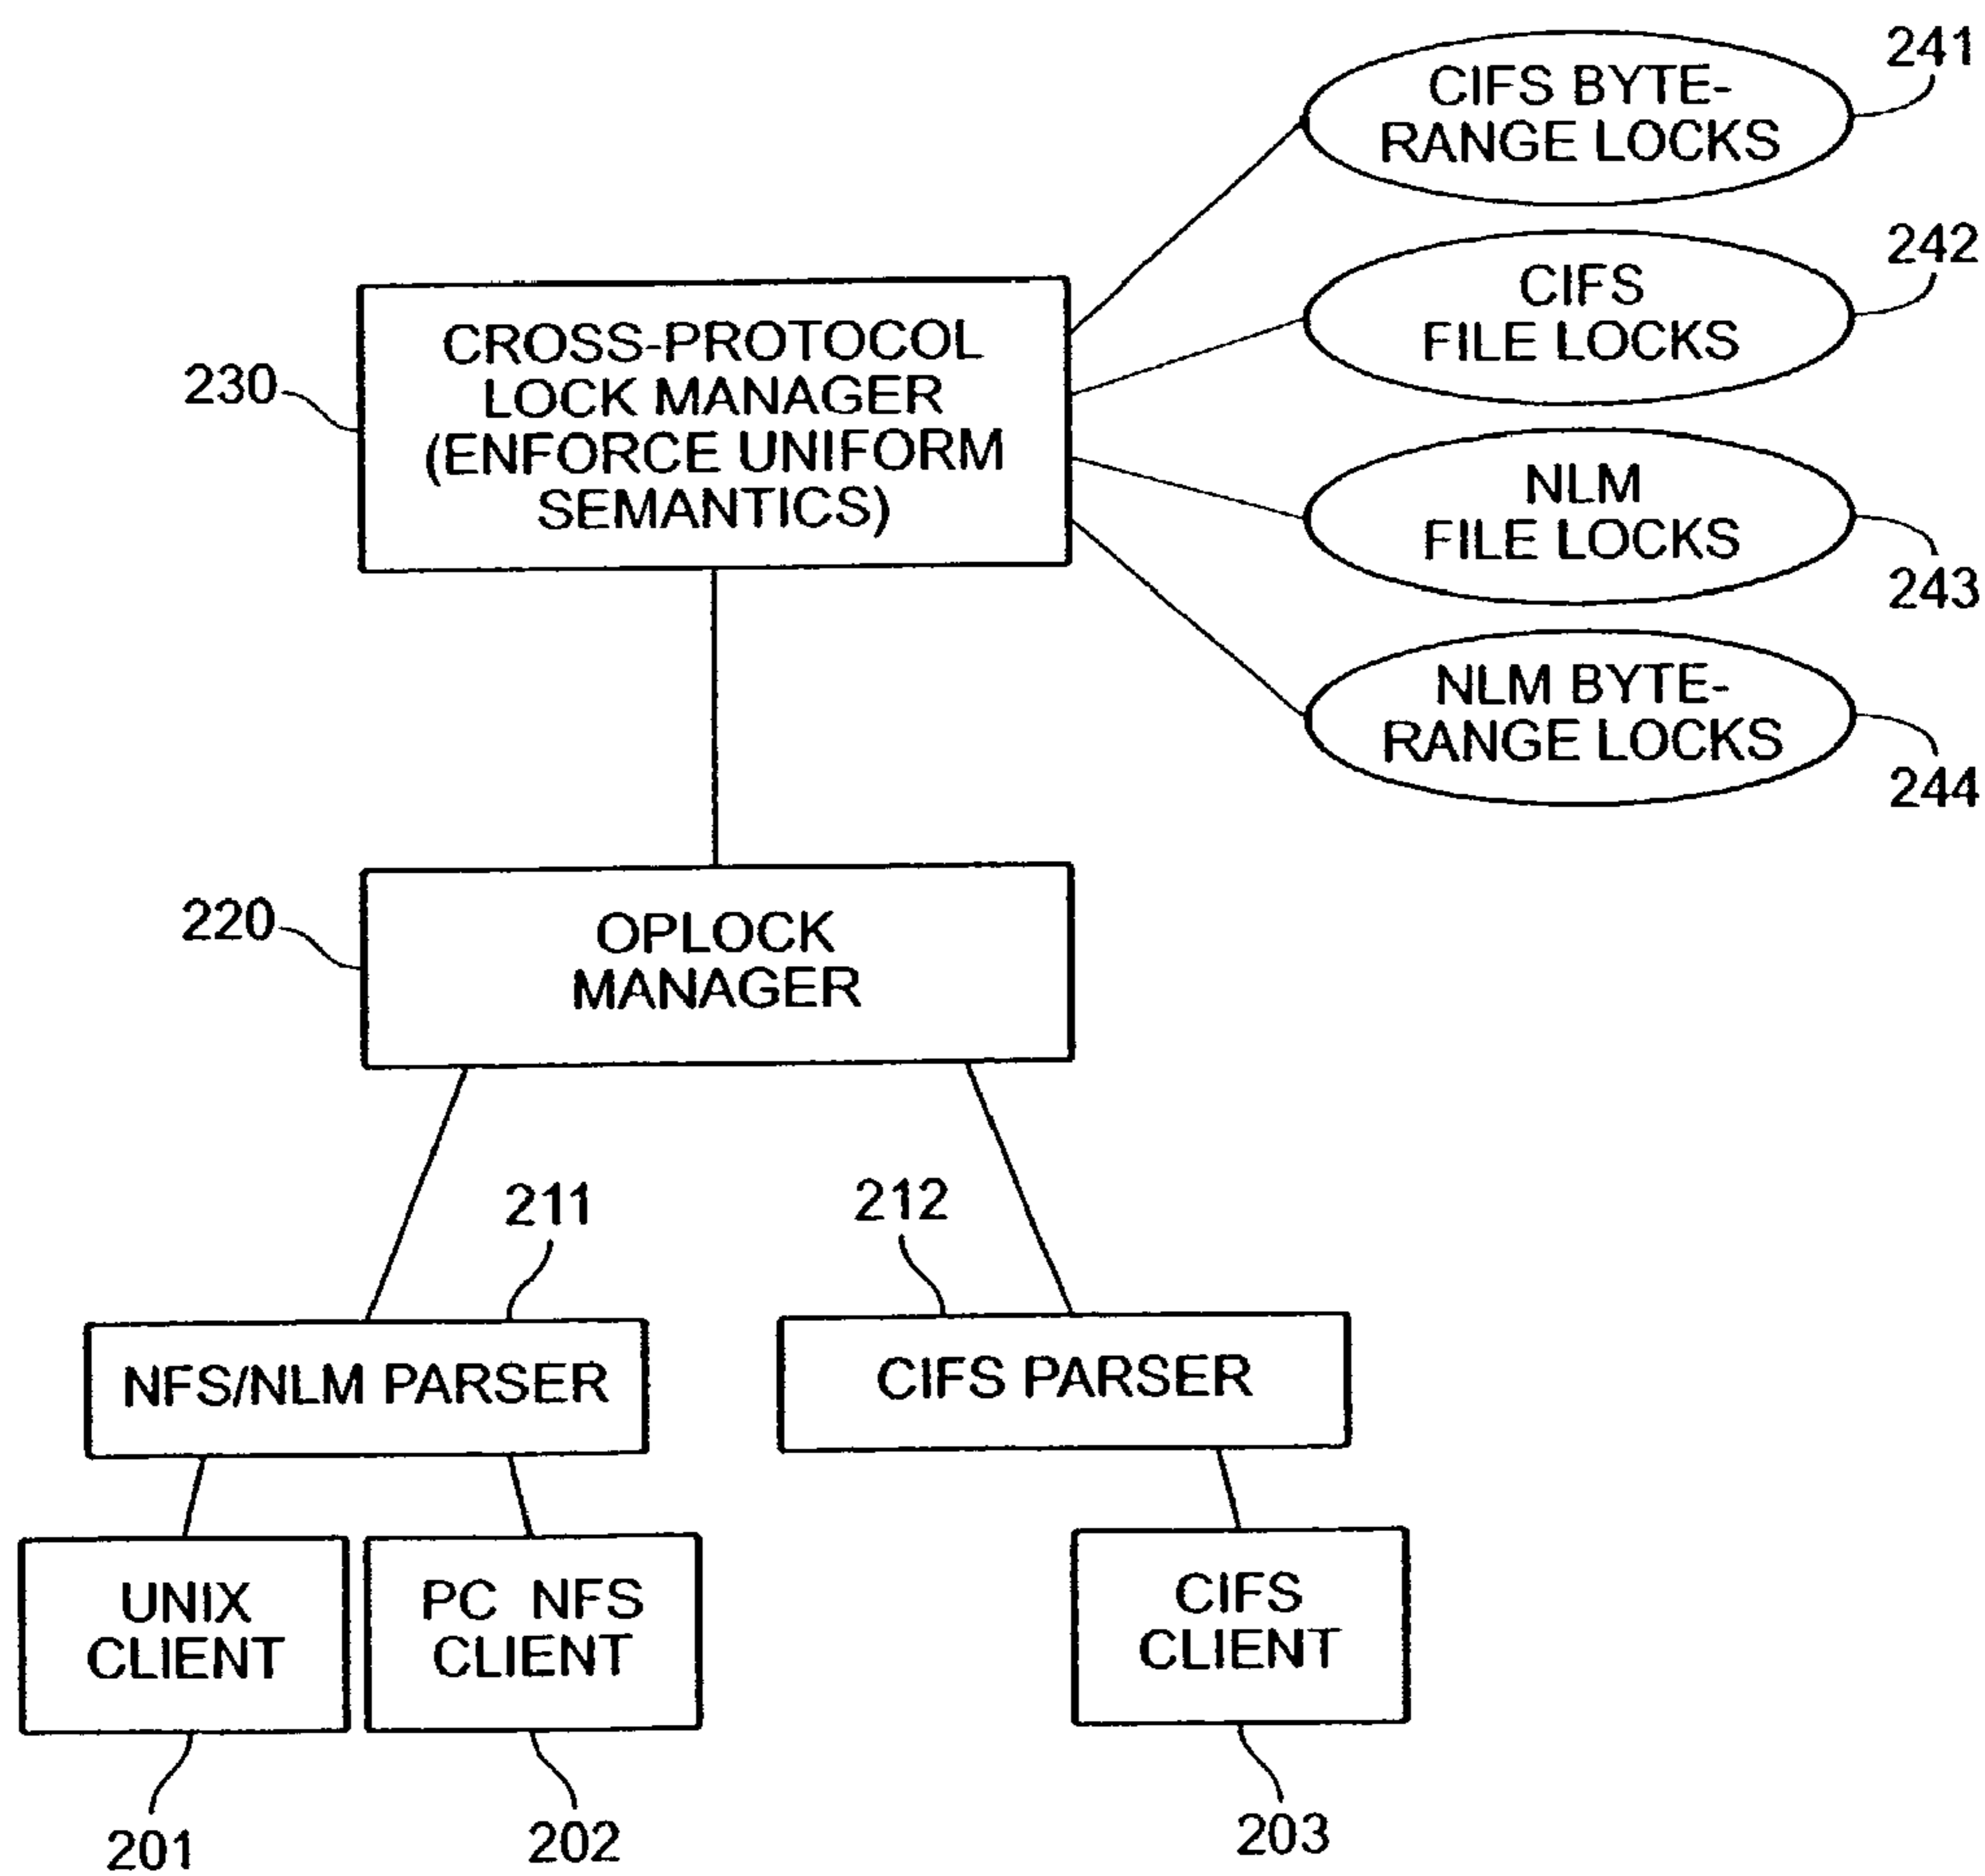 241
CIFS BYTE-
RANGE LOCKS
242
CIFS
FILE LOCKS
230
CROSS-PROTOCOL
LOCK MANAGER
(ENFORCE UNIFORM
SEMANTICS)
NLM
FILE LOCKS
243
NLM BYTE-
RANGE LOCKS
244
220
OPLOCK
MANAGER
211
212
NFS/NLM PARSER
CIFS PARSER
UNIX
CLIENT
PC NFS
CLIENT
CIFS
CLIENT
201
202
203